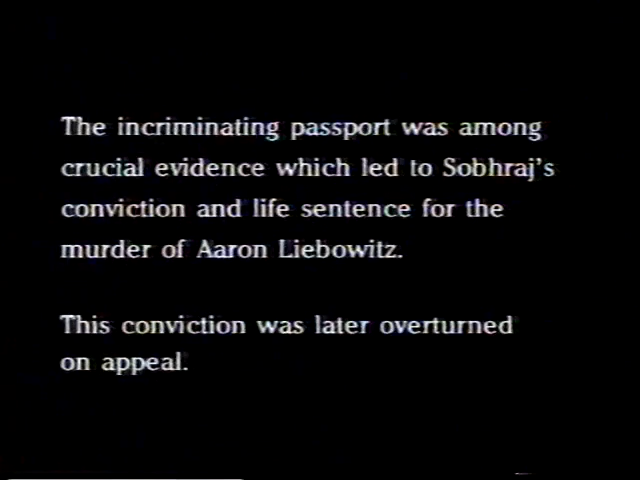 The incriminating passport was among
crucial evidence which led to Sobhraj's
conviction and life sentence for the
murder of Aaron Liebowitz.
This conviction was later overturned
on appeal.